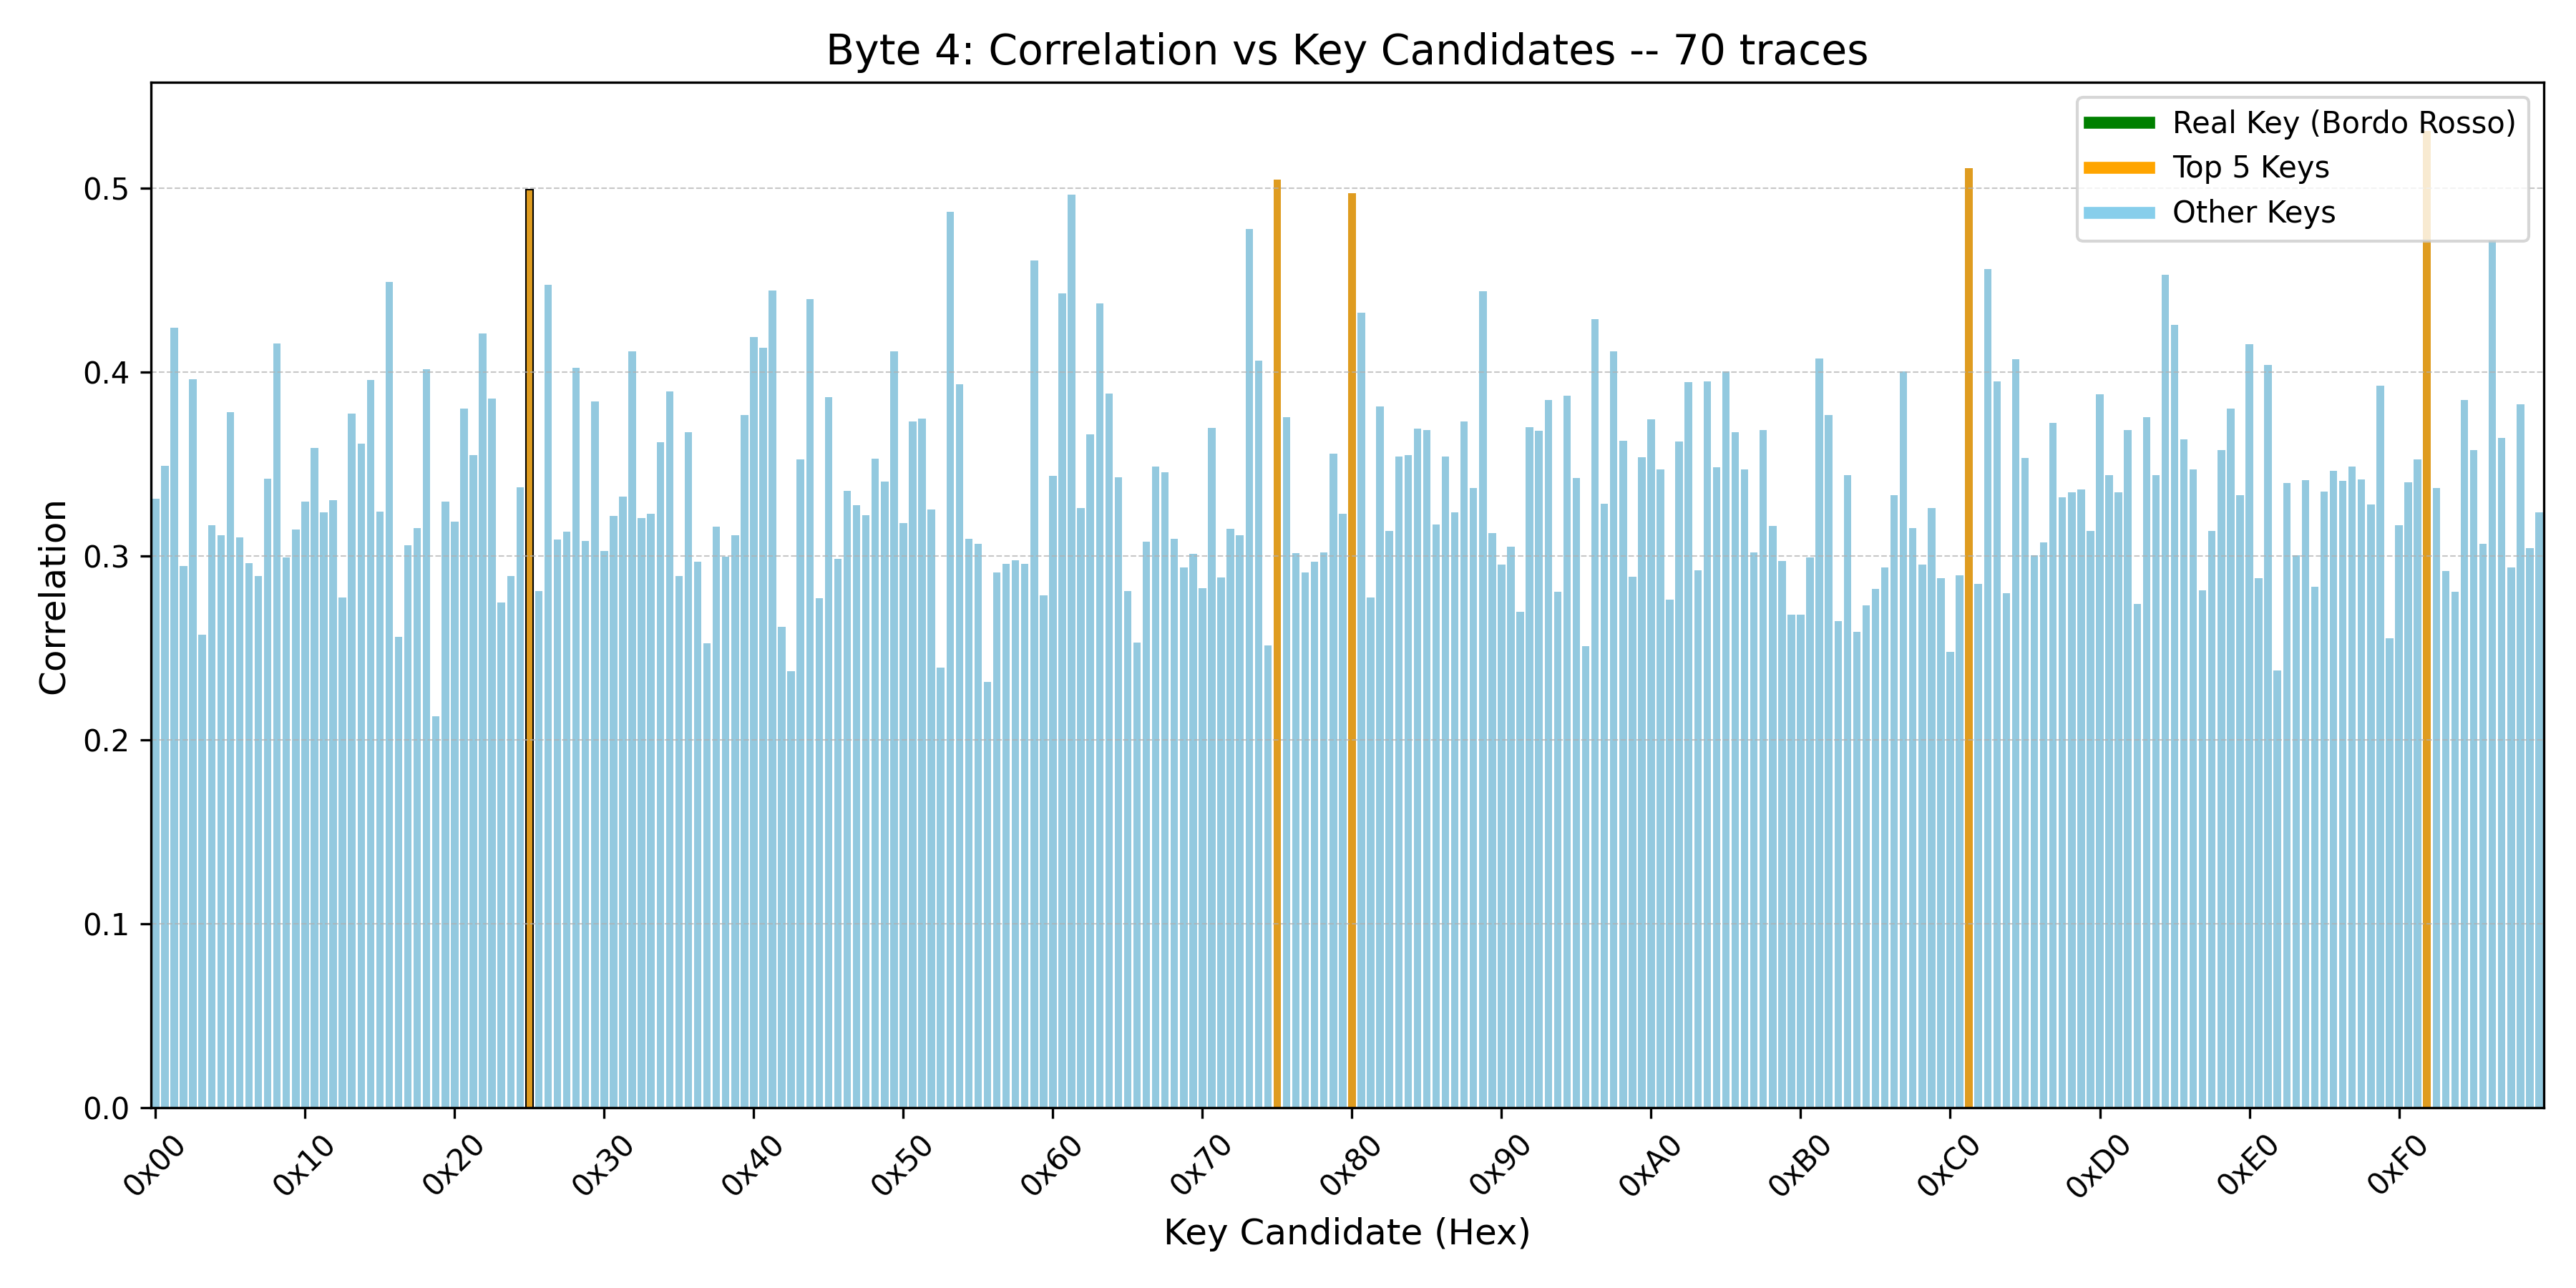 Byte 4: Correlation vs Key Candidates -- 70 traces
Real Key (Bordo Rosso)
Top 5 Keys
Other Keys
Correlation
0.5
0.4
0.3
0.2
0.1
0.0
0x00 0x10 0x20 0x30 0x40 0x50 0x60 0x70 0x80 0x90 0xA0 0xB0 0xC0 0xD0 0xE0 0xF0
Key Candidate (Hex)